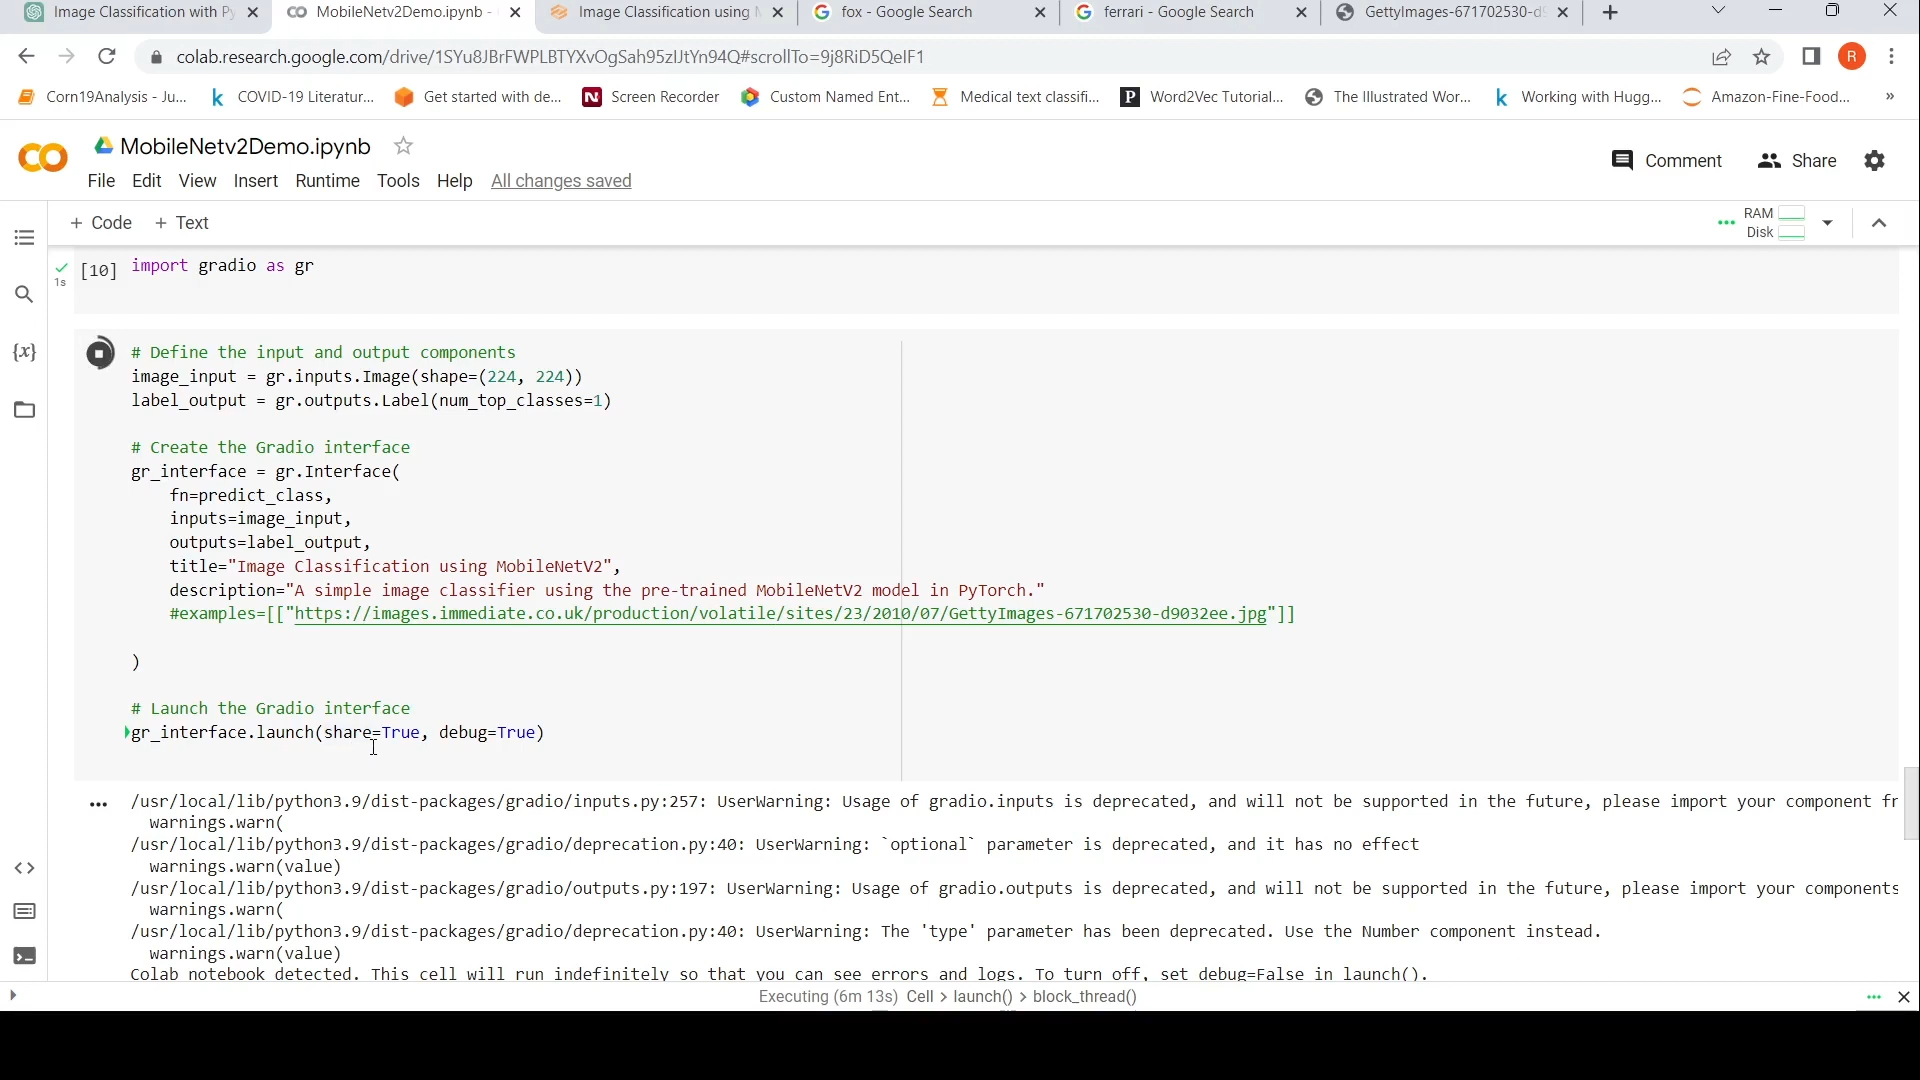 Image Classification with Py
MobileNetv2Demo.ipynb -
Image Classification using M
fox - Google Search
ferrari - Google Search
GettyImages-671702530-d9
colab.research.google.com/drive/1SYu8JBrFWPLBTYXvOgSah95zIJtYn94Q#scrollTo=9j8RiD5QeIF1
R
Corn19Analysis - Ju...
COVID-19 Literatur...
Get started with de...
Screen Recorder
Custom Named Ent...
Medical text classifi...
Word2Vec Tutorial...
The Illustrated Wor...
Working with Hugg...
Amazon-Fine-Food...
»
MobileNetv2Demo.ipynb
Comment
Share
File Edit View Insert Runtime Tools Help All changes saved
+ Code + Text
RAM
Disk
1s
[10] import gradio as gr
# Define the input and output components
image_input = gr.inputs.Image(shape=(224, 224))
label_output = gr.outputs.Label(num_top_classes=1)
# Create the Gradio interface
gr_interface = gr.Interface(
fn=predict_class,
inputs=image_input,
outputs=label_output,
title="Image Classification using MobileNetV2",
description="A simple image classifier using the pre-trained MobileNetV2 model in PyTorch."
#examples=[["https://images.immediate.co.uk/production/volatile/sites/23/2010/07/GettyImages-671702530-d9032ee.jpg"]]
)
# Launch the Gradio interface
gr_interface.launch(share=True, debug=True)
/usr/local/lib/python3.9/dist-packages/gradio/inputs.py:257: UserWarning: Usage of gradio.inputs is deprecated, and will not be supported in the future, please import your component fr
warnings.warn(
/usr/local/lib/python3.9/dist-packages/gradio/deprecation.py:40: UserWarning: `optional` parameter is deprecated, and it has no effect
warnings.warn(value)
/usr/local/lib/python3.9/dist-packages/gradio/outputs.py:197: UserWarning: Usage of gradio.outputs is deprecated, and will not be supported in the future, please import your components
warnings.warn(
/usr/local/lib/python3.9/dist-packages/gradio/deprecation.py:40: UserWarning: The 'type' parameter has been deprecated. Use the Number component instead.
warnings.warn(value)
Colab notebook detected. This cell will run indefinitely so that you can see errors and logs. To turn off, set debug=False in launch().
Executing (6m 13s) Cell > launch() > block_thread()